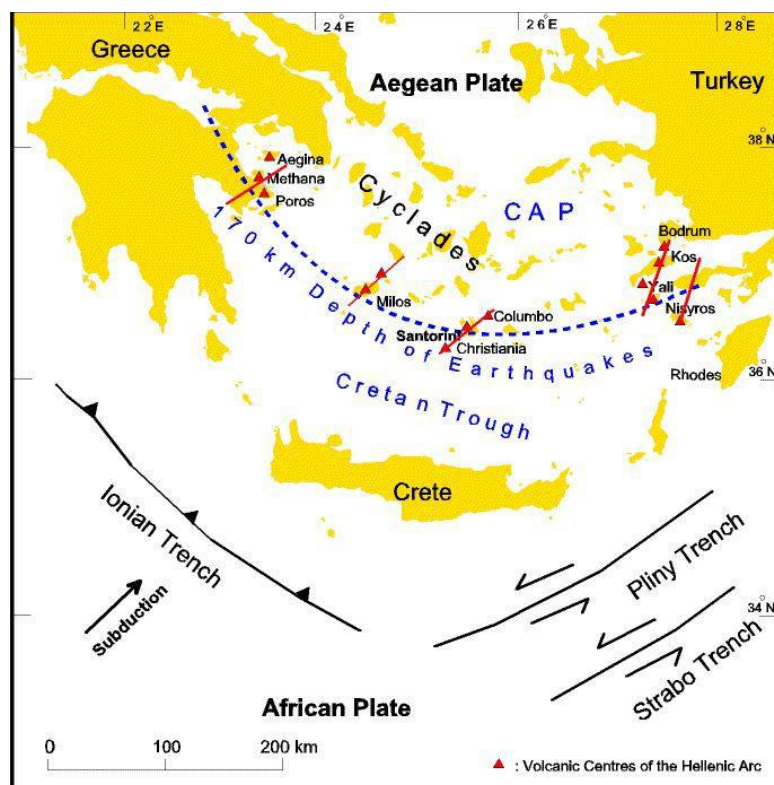 22 E
24 E
26 E
28 E
Greece
Aegean Plate
Turkey
38 N
Aegina
Methana
Poros
Cyclades
CAP
Bodrum
Kos
Yali
Nisyros
170 km Depth of Earthquakes
Milos
Columbo
Santorini
Christiania
Rhodes
36 N
Cretan Trough
Crete
Ionian Trench
Subduction
Pliny Trench
34 N
Strabo Trench
African Plate
0 100 200 km
: Volcanic Centres of the Hellenic Arc